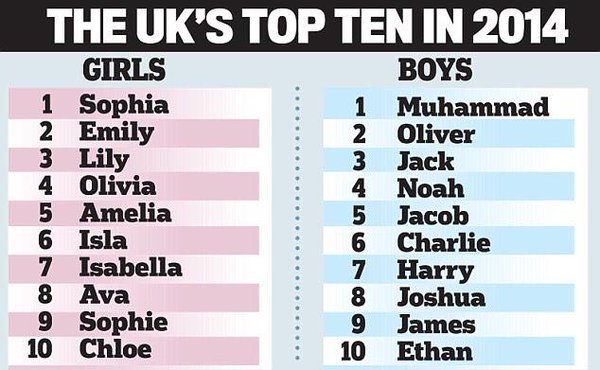 THE UK'S TOP TEN IN 2014
GIRLS
1 Sophia
2 Emily
3 Lily
4 Olivia
5 Amelia
6 Isla
7 Isabella
8 Ava
9 Sophie
10 Chloe
BOYS
1 Muhammad
2 Oliver
3 Jack
4 Noah
5 Jacob
6 Charlie
7 Harry
8 Joshua
9 James
10 Ethan